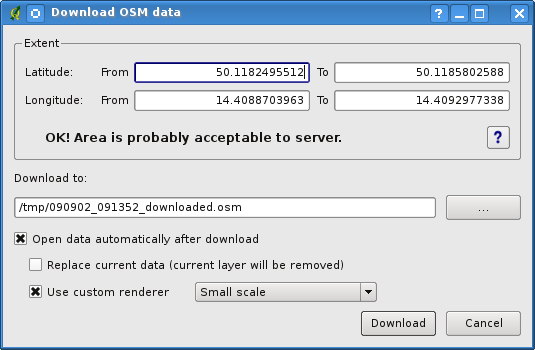 Download OSM data
Extent
Latitude: From 50.1182495512 To 50.1185802588
Longitude: From 14.4088703963 To 14.4092977338
OK! Area is probably acceptable to server. ?
Download to:
/tmp/090902_091352_downloaded.osm ...
Open data automatically after download
Replace current data (current layer will be removed)
Use custom renderer Small scale
Download Cancel